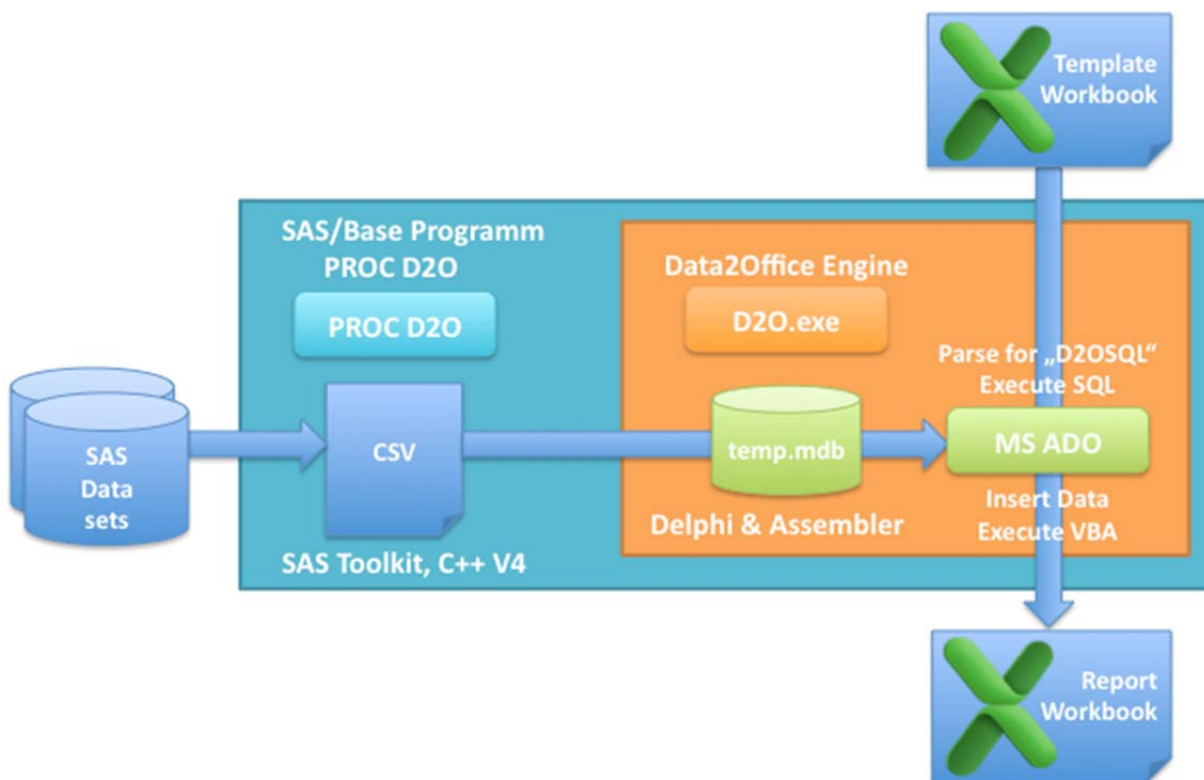 Template
Workbook
SAS/Base Programm
PROC D2O
PROC D2O
Data2Office Engine
D2O.exe
Parse for „D2OSQL“
Execute SQL
SAS
Data
sets
CSV
temp.mdb
MS ADO
Insert Data
Execute VBA
Delphi & Assembler
SAS Toolkit, C++ V4
Report
Workbook